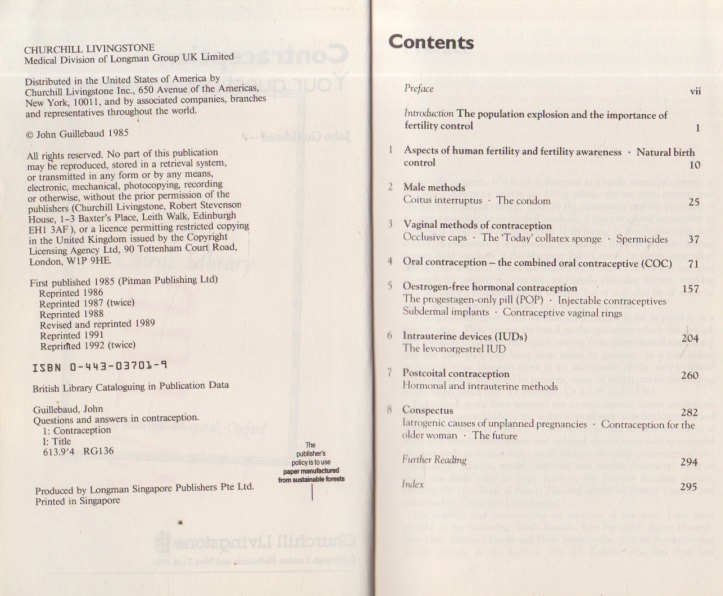 CHURCHILL LIVINGSTONE
Medical Division of Longman Group UK Limited
Distributed in the United States of America by
Churchill Livingstone Inc., 650 Avenue of the Americas,
New York, 10011, and by associated companies, branches
and representatives throughout the world.
© John Guillebaud 1985
All rights reserved. No part of this publication
may be reproduced, stored in a retrieval system,
or transmitted in any form or by any means,
electronic, mechanical, photocopying, recording
or otherwise, without the prior permission of the
publishers (Churchill Livingstone, Robert Stevenson
House, 1-3 Baxter's Place, Leith Walk, Edinburgh
EH1 3AF), or a licence permitting restricted copying
in the United Kingdom issued by the Copyright
Licensing Agency Ltd, 90 Tottenham Court Road,
London, W1P 9HE.
First published 1985 (Pitman Publishing Ltd)
Reprinted 1986
Reprinted 1987 (twice)
Reprinted 1988
Revised and reprinted 1989
Reprinted 1991
Reprinted 1992 (twice)
ISBN 0-443-03701-9
British Library Cataloguing in Publication Data
Guillebaud, John
Questions and answers in contraception.
1: Contraception
I: Title
613.9'4 RG136
The
publisher's
policy is to use
paper manufactured
from sustainable forests
Produced by Longman Singapore Publishers Pte Ltd.
Printed in Singapore
Contents
Preface vii
Introduction The population explosion and the importance of
fertility control 1
1 Aspects of human fertility and fertility awareness · Natural birth
control 10
2 Male methods
Coitus interruptus · The condom 25
3 Vaginal methods of contraception
Occlusive caps · The 'Today' collatex sponge · Spermicides 37
4 Oral contraception – the combined oral contraceptive (COC) 71
5 Oestrogen-free hormonal contraception 157
The progestagen-only pill (POP) · Injectable contraceptives
Subdermal implants · Contraceptive vaginal rings
6 Intrauterine devices (IUDs) 204
The levonorgestrel IUD
7 Postcoital contraception 260
Hormonal and intrauterine methods
8 Conspectus 282
Iatrogenic causes of unplanned pregnancies · Contraception for the
older woman · The future
Further Reading 294
Index 295